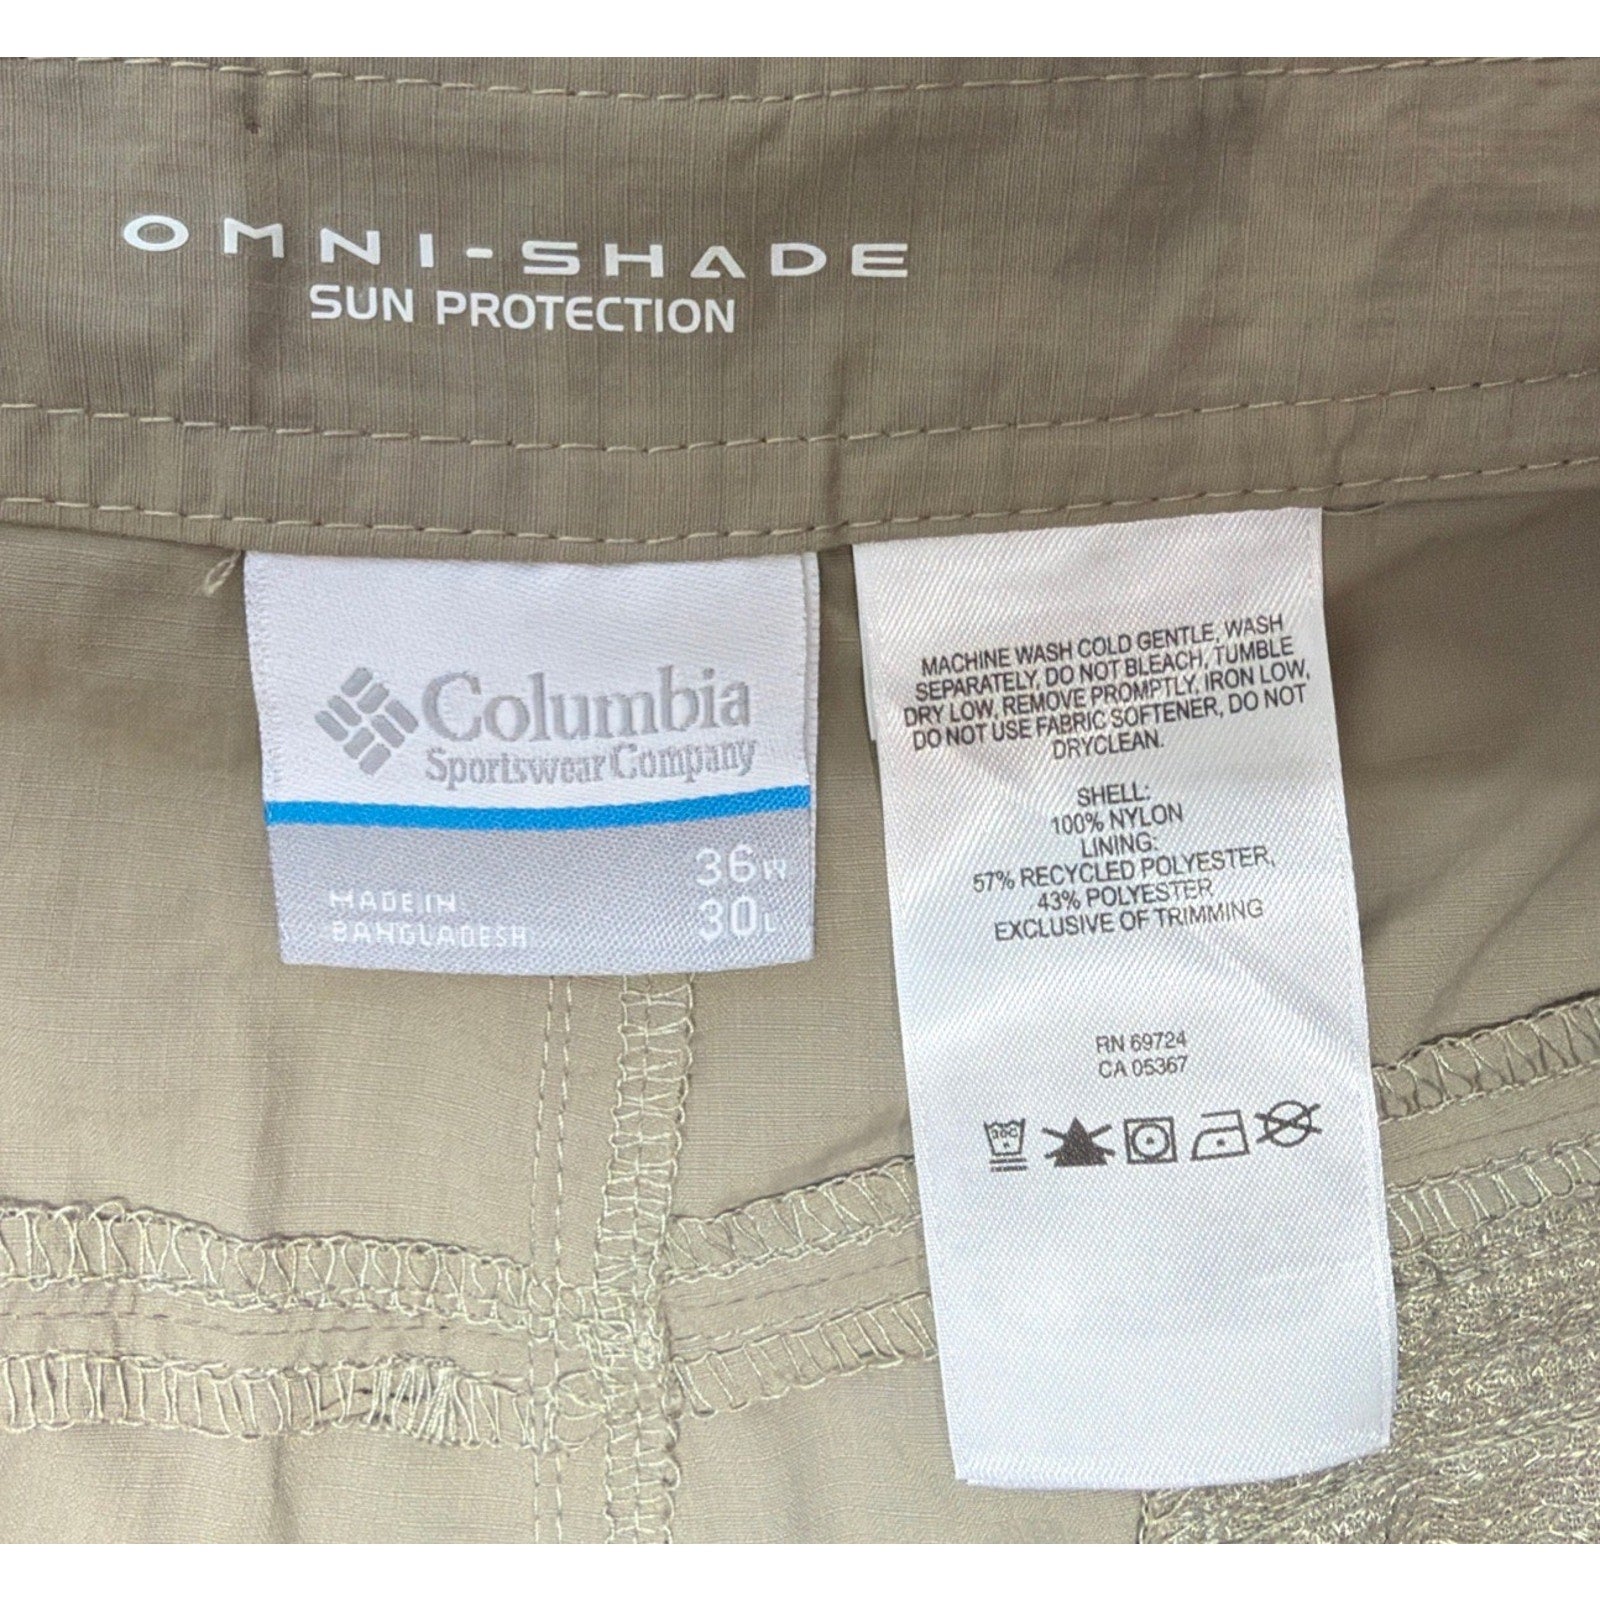 OMNI-SHADE
SUN PROTECTION
Columbia
Sportswear Company
36W
30L
MADE IN
BANGLADESH
MACHINE WASH COLD GENTLE, WASH
SEPARATELY, DO NOT BLEACH, TUMBLE
DRY LOW, REMOVE PROMPTLY, IRON LOW,
DO NOT USE FABRIC SOFTENER, DO NOT
DRYCLEAN.
SHELL:
100% NYLON
LINING:
57% RECYCLED POLYESTER,
43% POLYESTER
EXCLUSIVE OF TRIMMING
RN 69724
CA 05367
30C